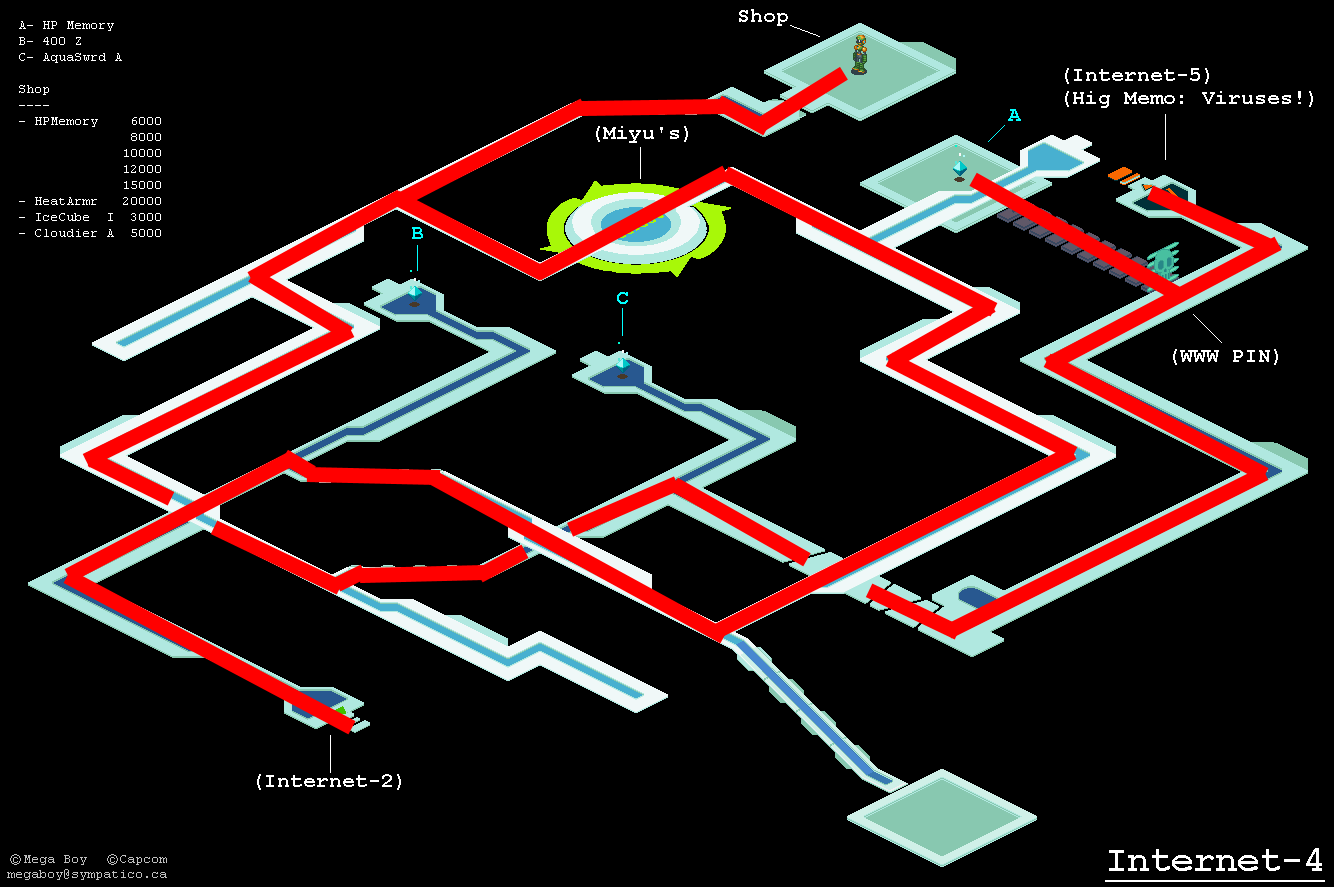 A- HP Memory
B- 400 Z
C- AquaSwrd A
Shop
----
- HPMemory 6000
8000
10000
12000
15000
- HeatArmr 20000
- IceCube I 3000
- Cloudier A 5000
Shop
(Internet-5)
(Hig Memo: Viruses!)
A
(Miyu's)
B
C
(WWW PIN)
(Internet-2)
©Mega Boy ©Capcom
megaboy@sympatico.ca
Internet-4